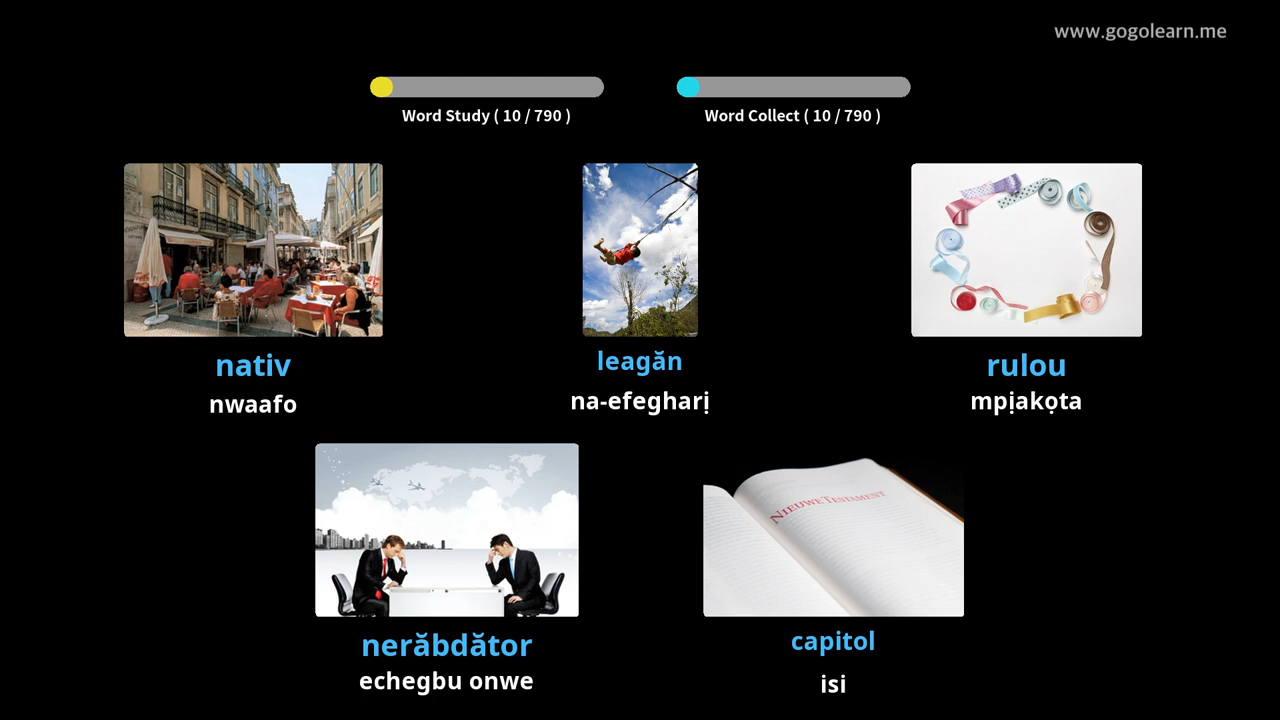 www.gogolearn.me
Word Study ( 10 / 790 )
Word Collect ( 10 / 790 )
nativ
nwaafo
leagăn
na-efegharị
rulou
mpịakọta
NIEUWE TESTAMENT
nerăbdător
echegbu onwe
capitol
isi